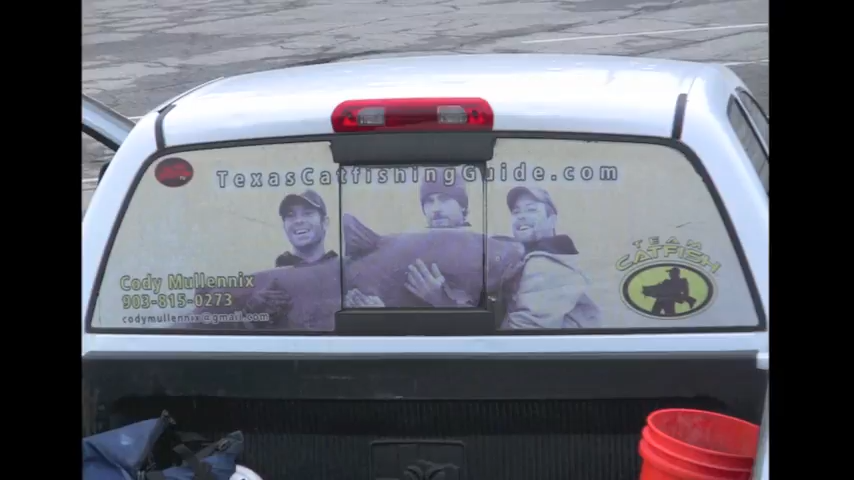 TexasCatfishingGuide.com
Cody Mullennix
903-815-0273
codymullennix@gmail.com
TEAM
CATFISH